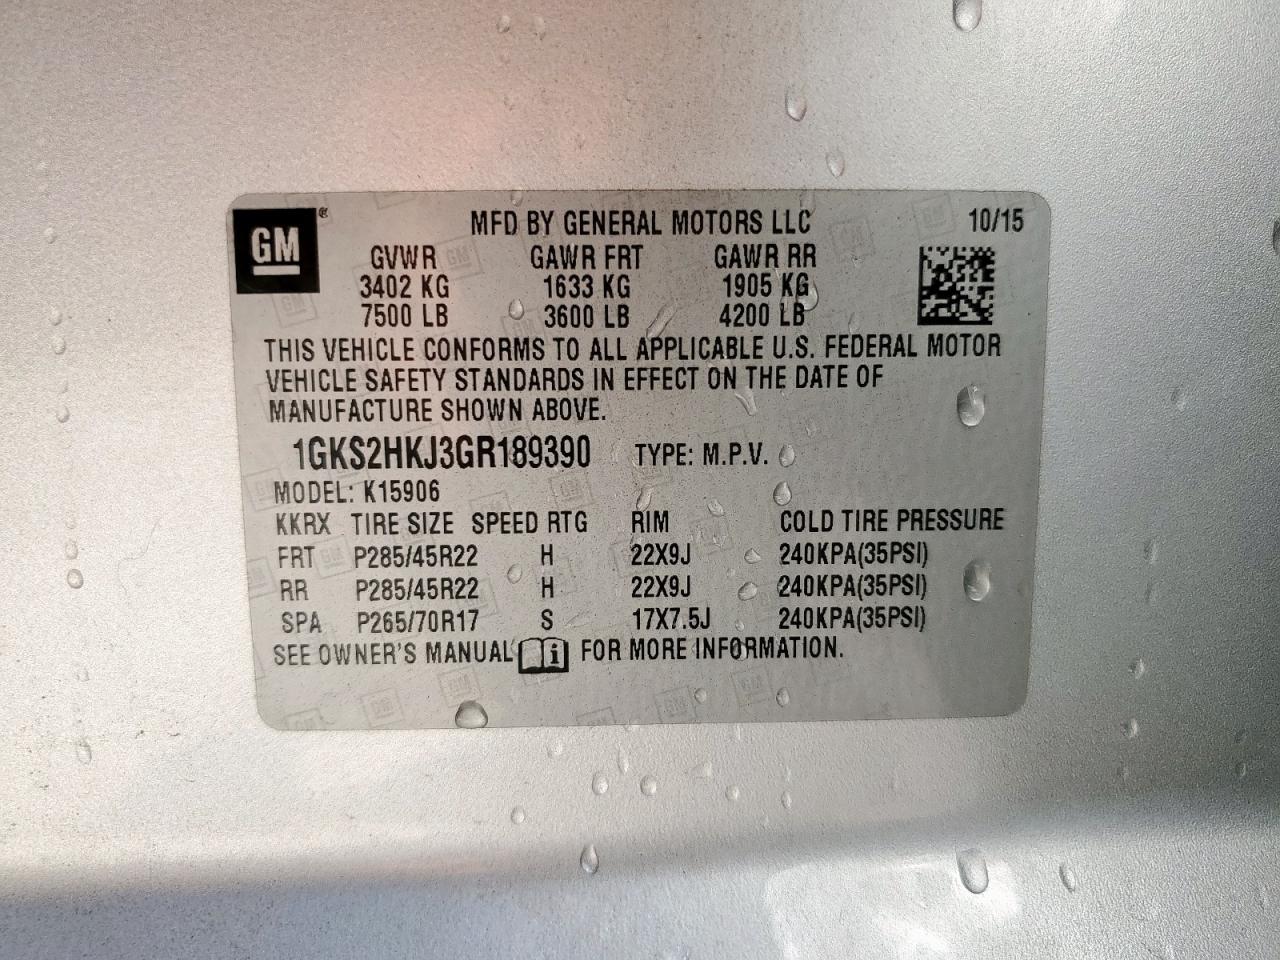 GM®
MFD BY GENERAL MOTORS LLC 10/15
GVWR GAWR FRT GAWR RR
3402 KG 1633 KG 1905 KG
7500 LB 3600 LB 4200 LB
THIS VEHICLE CONFORMS TO ALL APPLICABLE U.S. FEDERAL MOTOR
VEHICLE SAFETY STANDARDS IN EFFECT ON THE DATE OF
MANUFACTURE SHOWN ABOVE.
1GKS2HKJ3GR189390 TYPE: M.P.V.
MODEL: K15906
KKRX TIRE SIZE SPEED RTG RIM COLD TIRE PRESSURE
FRT P285/45R22 H 22X9J 240KPA(35PSI)
RR P285/45R22 H 22X9J 240KPA(35PSI)
SPA P265/70R17 S 17X7.5J 240KPA(35PSI)
SEE OWNER'S MANUAL i FOR MORE INFORMATION.